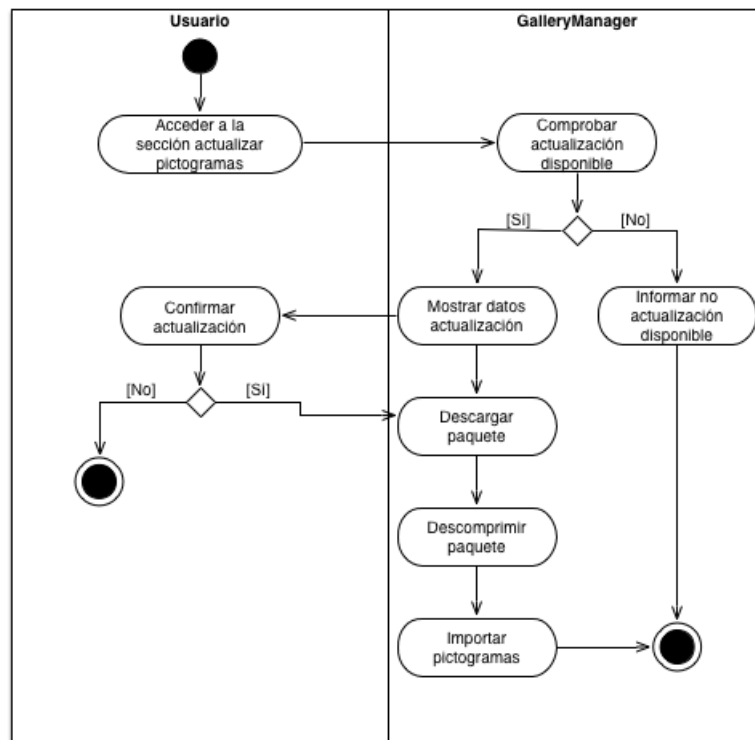 Usuario
GalleryManager
Acceder a la
sección actualizar
pictogramas
Comprobar
actualización
disponible
[Sí]
[No]
Confirmar
actualización
Mostrar datos
actualización
Informar no
actualización
disponible
[No]
[Sí]
Descargar
paquete
Descomprimir
paquete
Importar
pictogramas